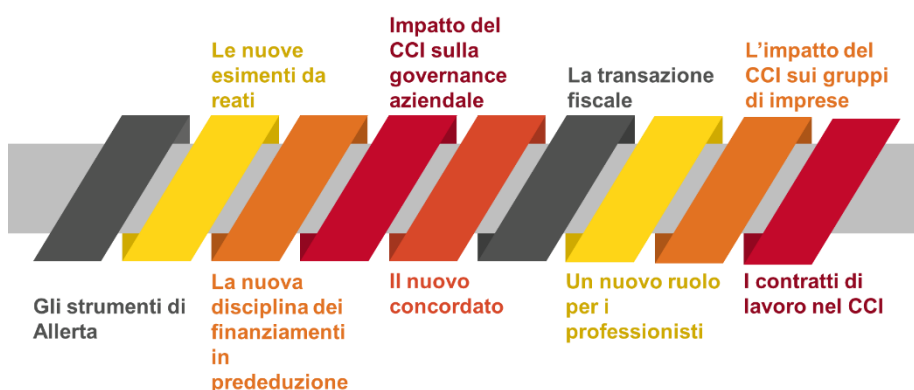 Le nuove
esimenti da
reati
Impatto del
CCI sulla
governance
aziendale
La transazione
fiscale
L’impatto del
CCI sui gruppi
di imprese
Gli strumenti di
Allerta
La nuova
disciplina dei
finanziamenti
in
prededuzione
Il nuovo
concordato
Un nuovo ruolo
per i
professionisti
I contratti di
lavoro nel CCI